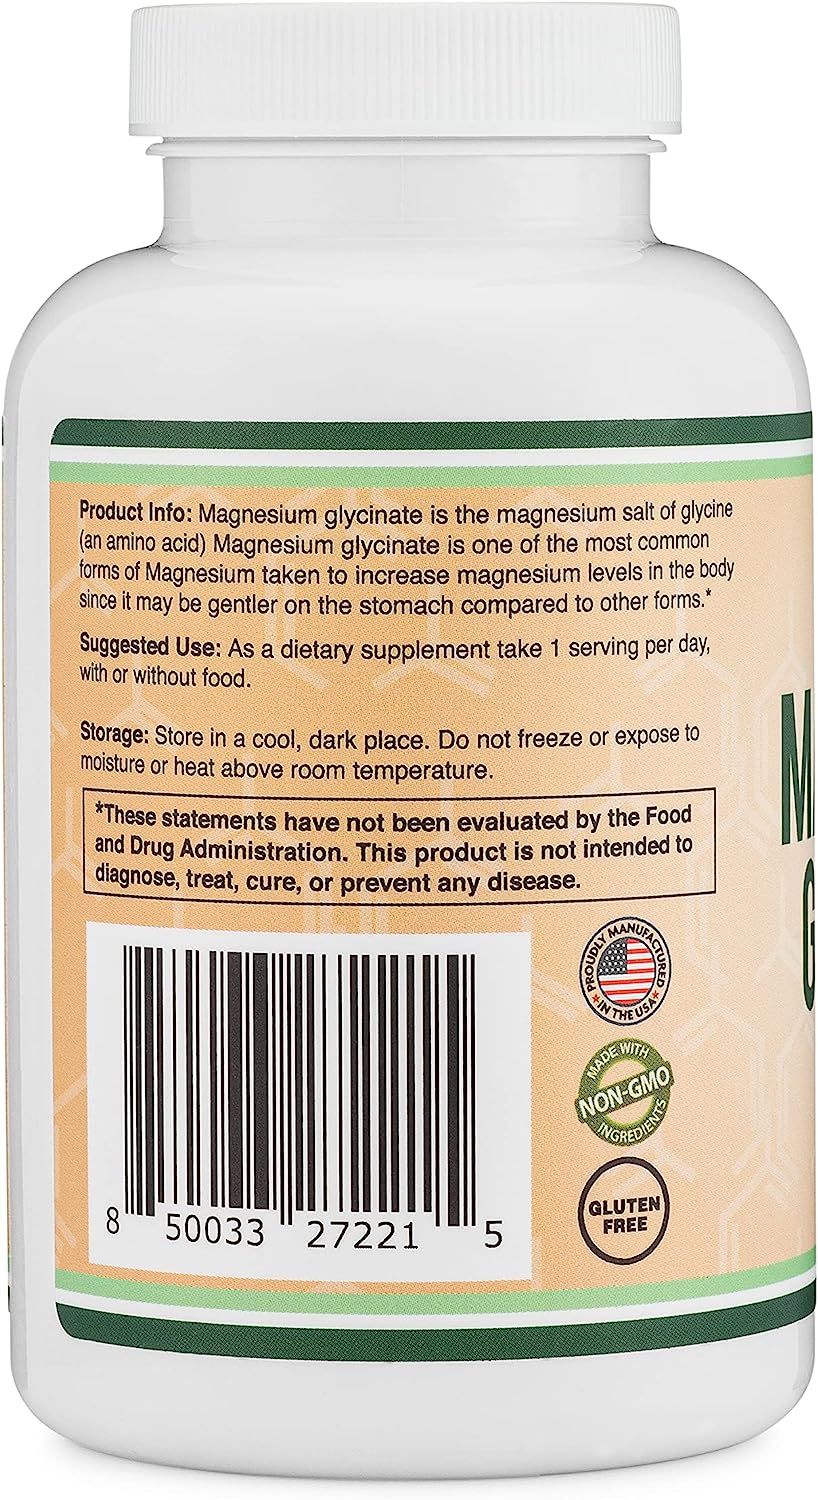 Product Info: Magnesium glycinate is the magnesium salt of glycine
(an amino acid) Magnesium glycinate is one of the most common
forms of Magnesium taken to increase magnesium levels in the body
since it may be gentler on the stomach compared to other forms.*
Suggested Use: As a dietary supplement take 1 serving per day,
with or without food.
Storage: Store in a cool, dark place. Do not freeze or expose to
moisture or heat above room temperature.
*These statements have not been evaluated by the Food
and Drug Administration. This product is not intended to
diagnose, treat, cure, or prevent any disease.
PROUDLY MANUFACTURED
IN THE USA
MADE WITH
NON-GMO
INGREDIENTS
GLUTEN
FREE
8 50033 27221 5